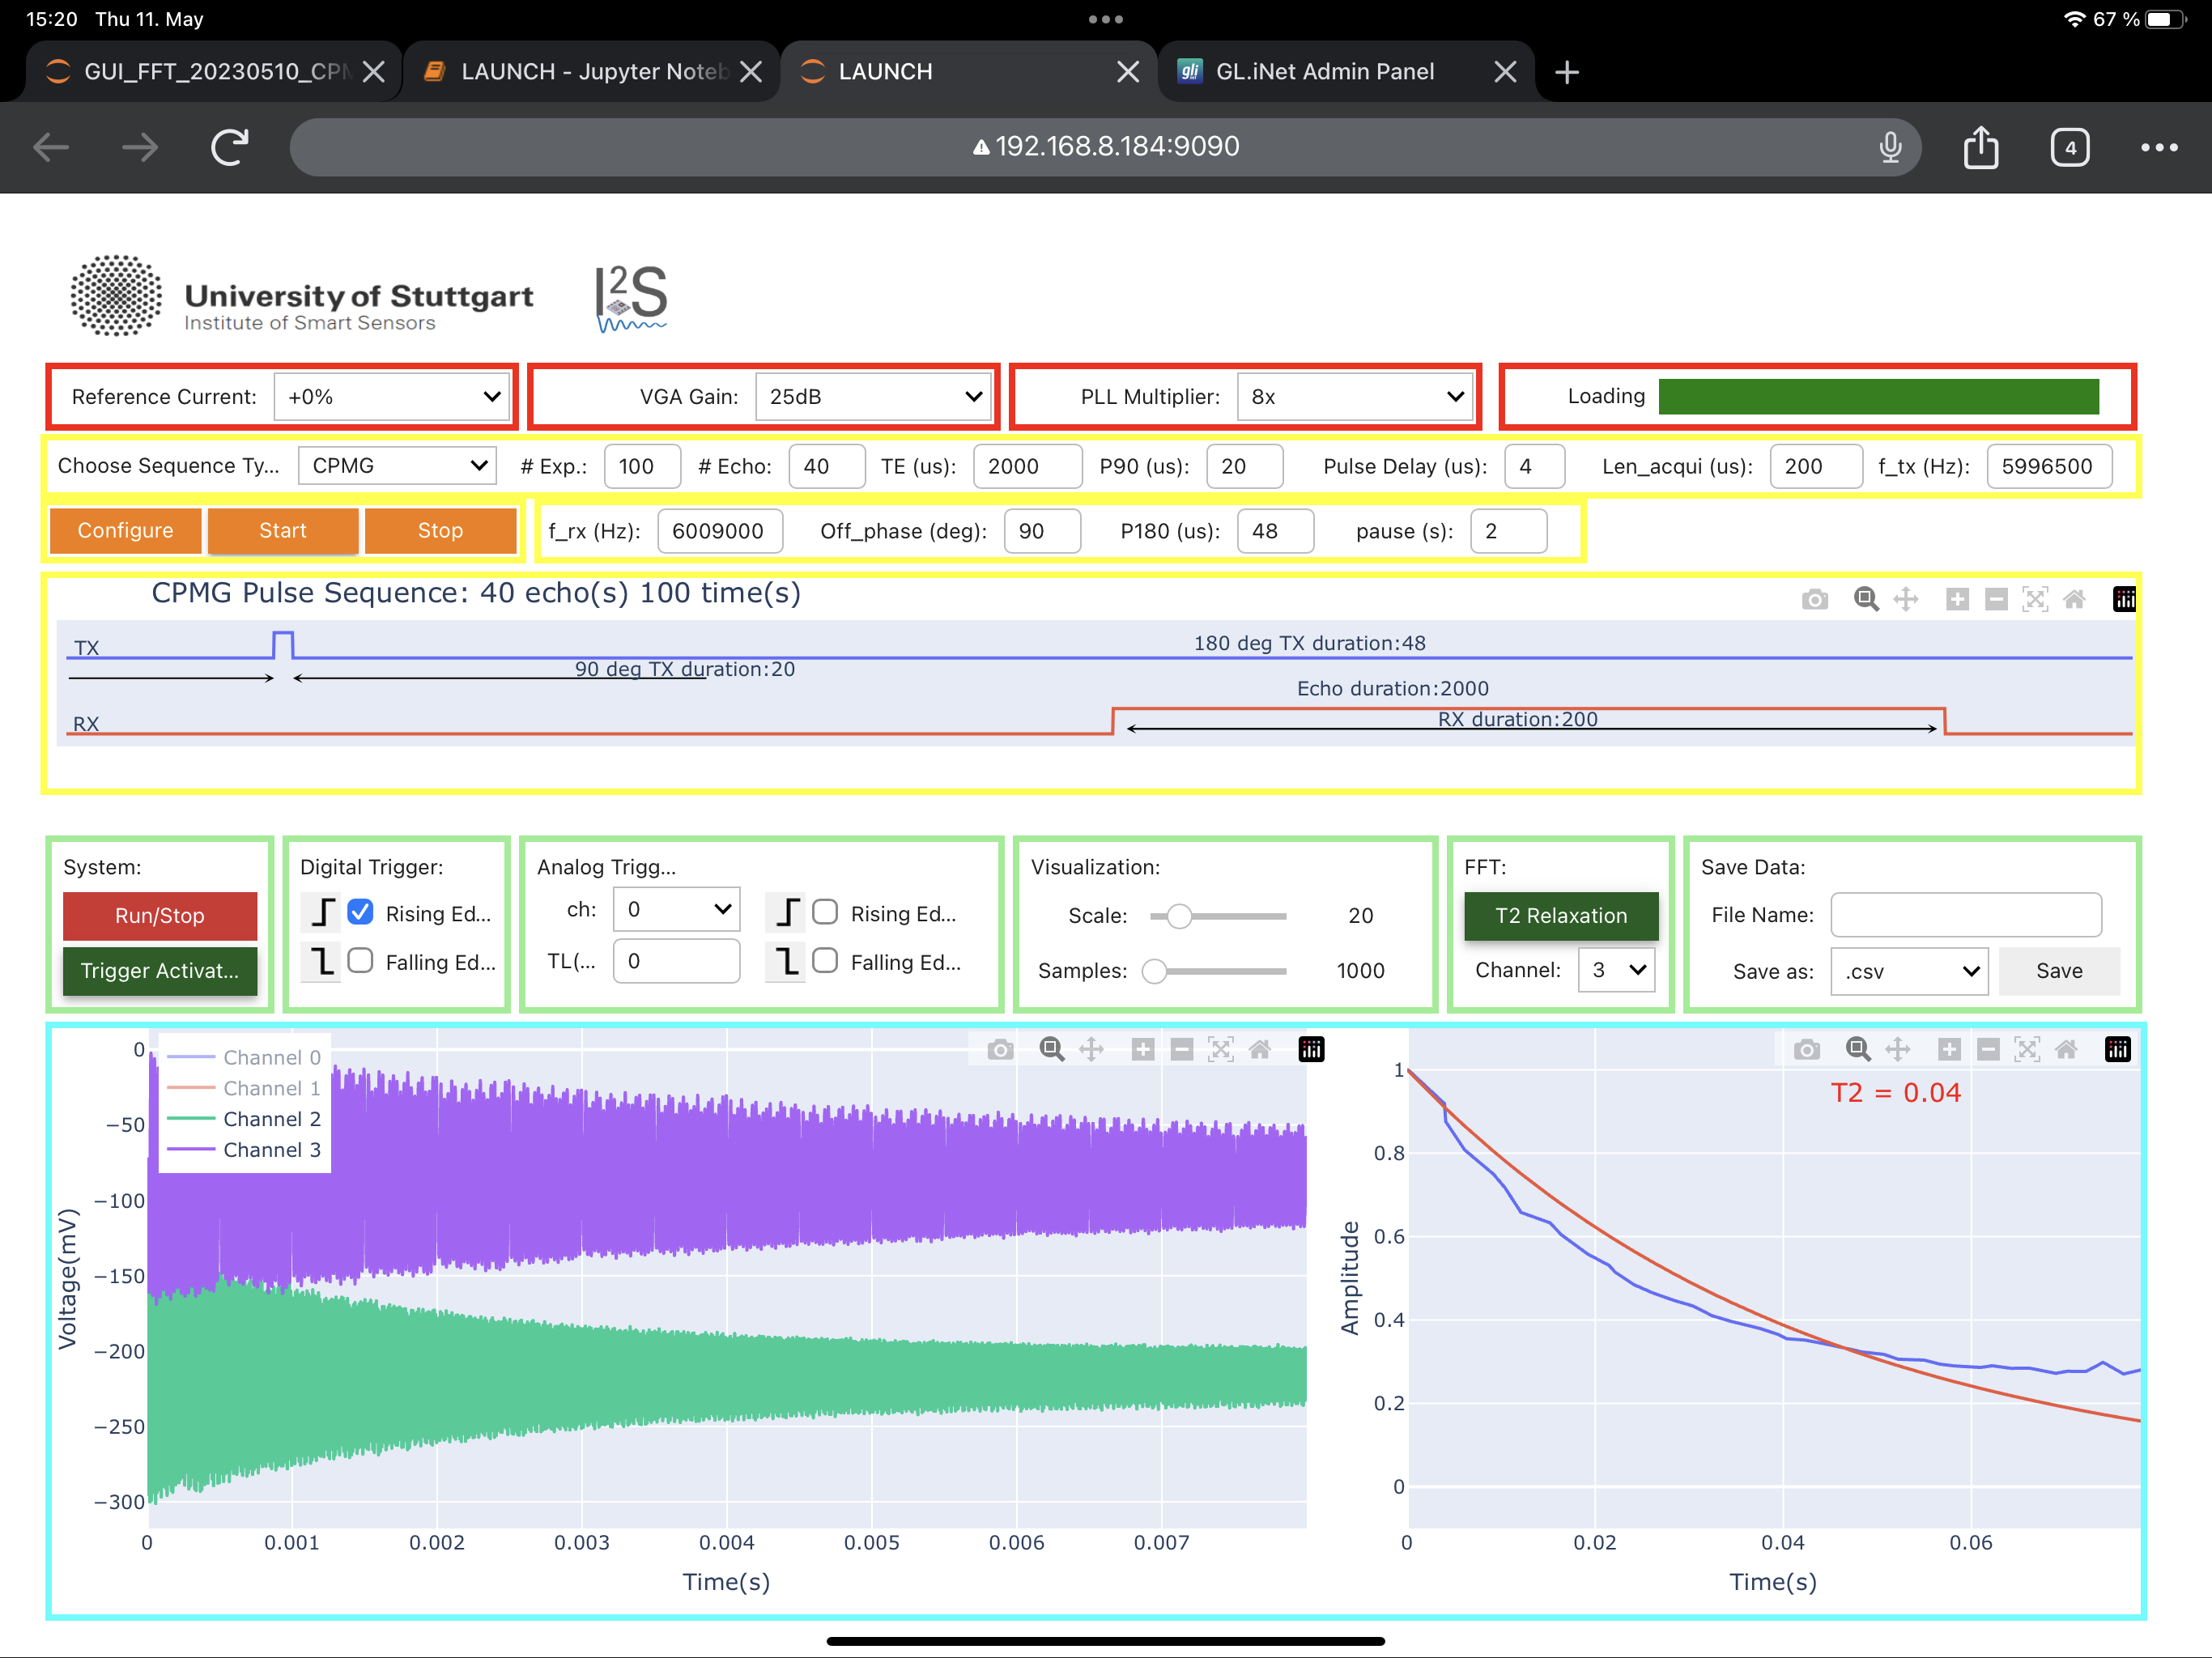 15:20 Thu 11. May 67 %
GUI_FFT_20230510_CPM LAUNCH - Jupyter Noteb LAUNCH gli GL.iNet Admin Panel
192.168.8.184:9090 4
University of Stuttgart
Institute of Smart Sensors
I2S
Reference Current: +0% VGA Gain: 25dB PLL Multiplier: 8x Loading
Choose Sequence Ty... CPMG # Exp.: 100 # Echo: 40 TE (us): 2000 P90 (us): 20 Pulse Delay (us): 4 Len_acqui (us): 200 f_tx (Hz): 5996500
Configure Start Stop f_rx (Hz): 6009000 Off_phase (deg): 90 P180 (us): 48 pause (s): 2
CPMG Pulse Sequence: 40 echo(s) 100 time(s)
TX 180 deg TX duration:48
90 deg TX duration:20
Echo duration:2000
RX RX duration:200
System: Digital Trigger: Analog Trigg... Visualization: FFT: Save Data:
Run/Stop Rising Ed... ch: 0 Rising Ed... Scale: 20 T2 Relaxation File Name:
Trigger Activat... Falling Ed... TL(... 0 Falling Ed... Samples: 1000 Channel: 3 Save as: .csv Save
Channel 0
Channel 1
Channel 2
Channel 3
0
−50
−100
−150
−200
−250
−300
Voltage(mV)
0 0.001 0.002 0.003 0.004 0.005 0.006 0.007
Time(s)
T2 = 0.04
1
0.8
0.6
0.4
0.2
0
Amplitude
0 0.02 0.04 0.06
Time(s)